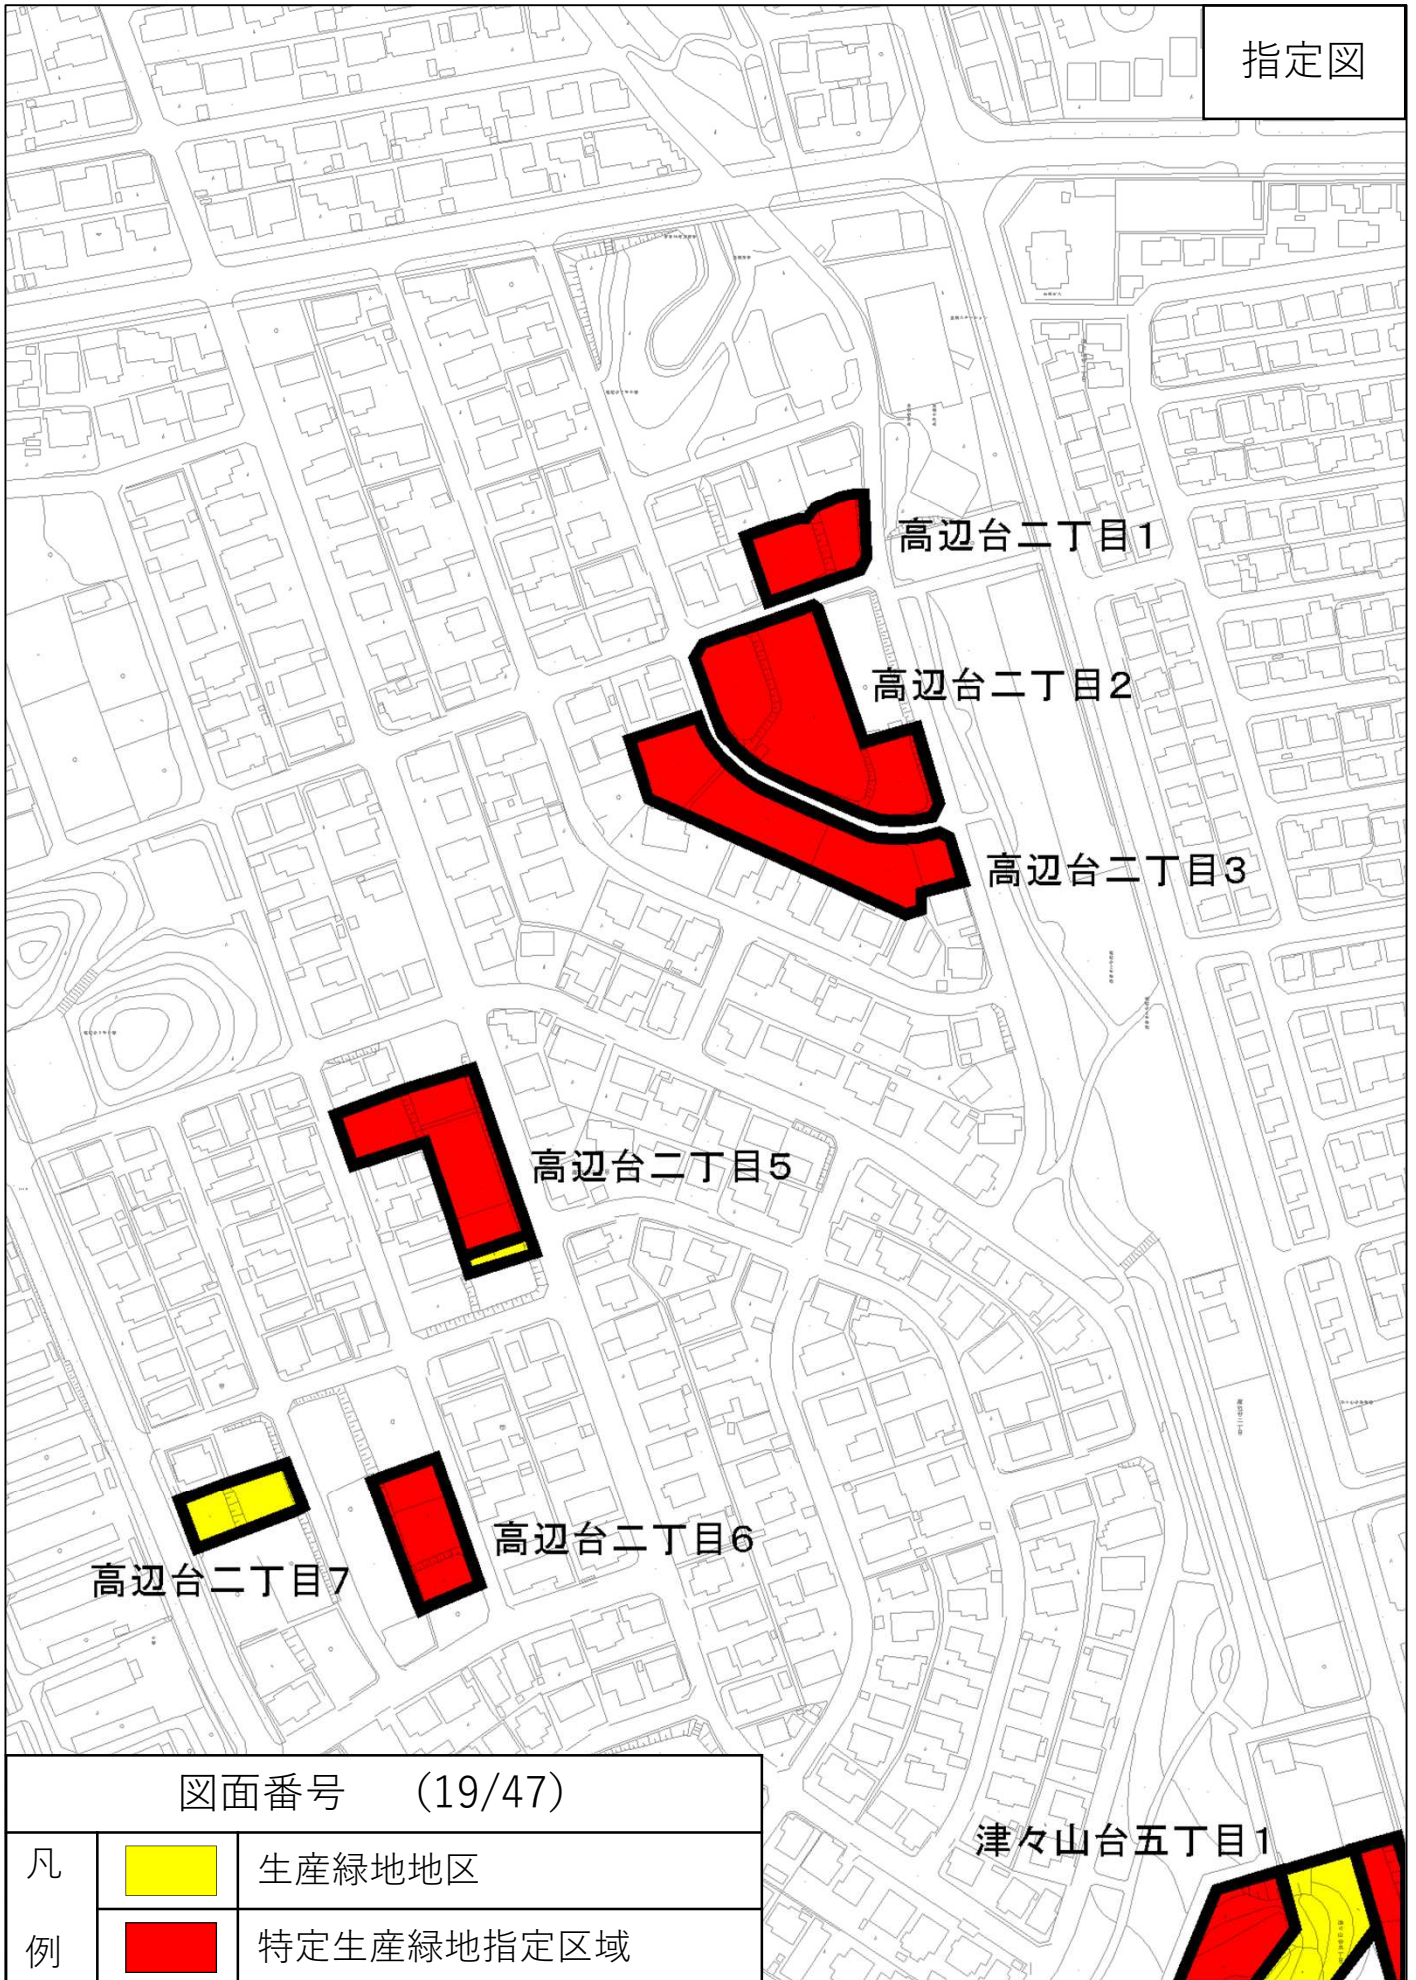 指定図
高辺台二丁目1
高辺台二丁目2
高辺台二丁目3
高辺台二丁目5
高辺台二丁目6
高辺台二丁目7
津々山台五丁目1
図面番号 (19/47)
凡例
生産緑地地区
特定生産緑地指定区域